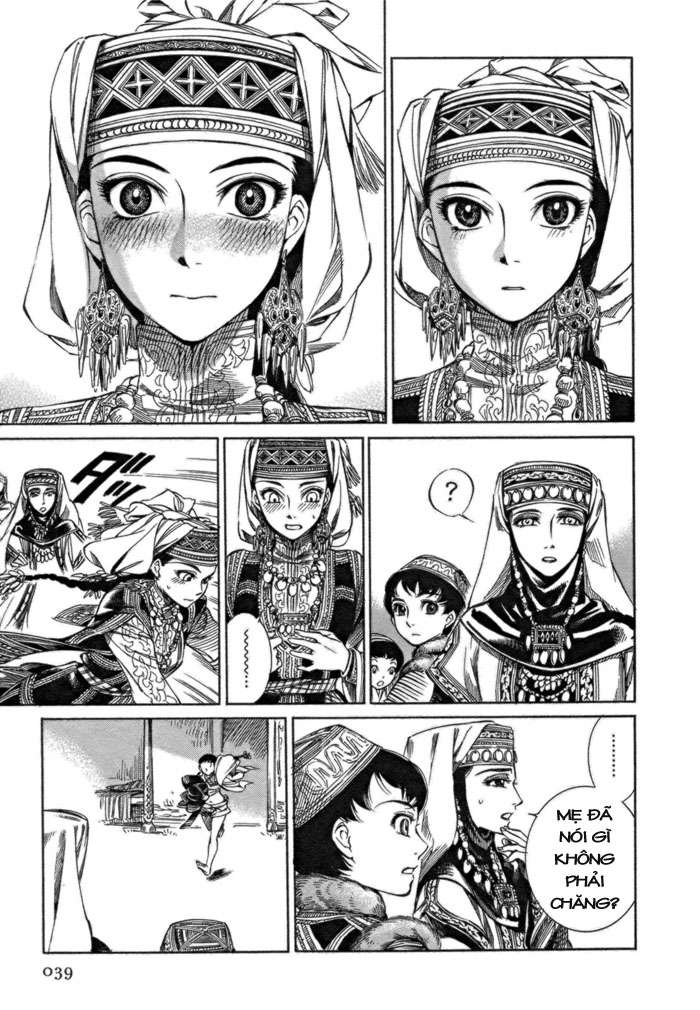 ?
………
ダッ
………
MẸ ĐÃ
NÓI GÌ
KHÔNG
PHẢI
CHĂNG?
039